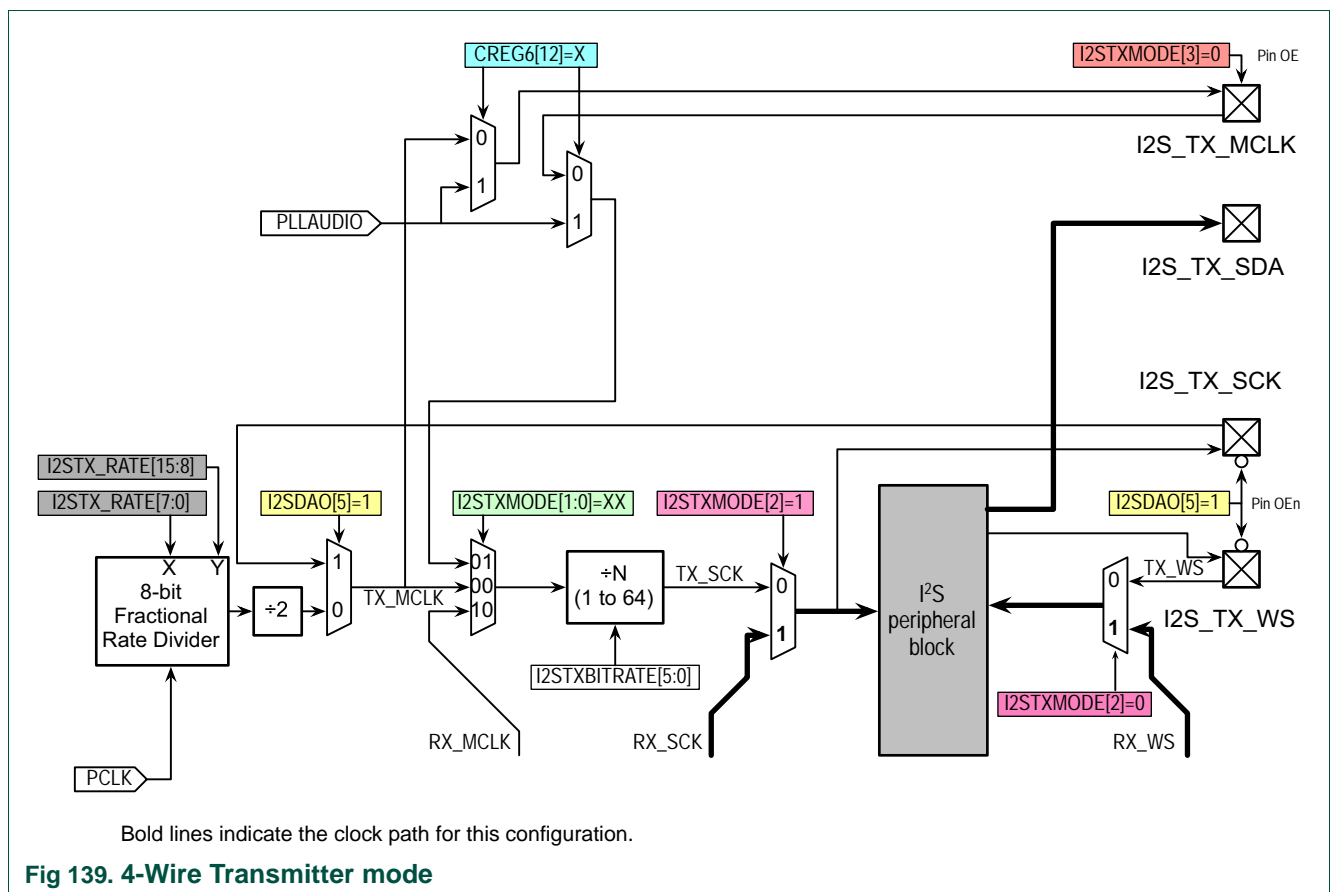 CREG6[12]=X
I2STXMODE[3]=0
Pin OE
0
1
0
1
I2S_TX_MCLK
PLLAUDIO
I2S_TX_SDA
I2S_TX_SCK
I2STX_RATE[15:8]
I2STX_RATE[7:0]
I2SDAO[5]=1
I2STXMODE[1:0]=XX
I2STXMODE[2]=1
I2SDAO[5]=1
Pin OEn
X
Y
8-bit
Fractional
Rate Divider
÷2
1
0
TX_MCLK
01
00
10
÷N
(1 to 64)
TX_SCK
0
1
I2STXBITRATE[5:0]
I²S
peripheral
block
0
1
TX_WS
I2S_TX_WS
I2STXMODE[2]=0
RX_MCLK
RX_SCK
RX_WS
PCLK
Bold lines indicate the clock path for this configuration.
Fig 139. 4-Wire Transmitter mode